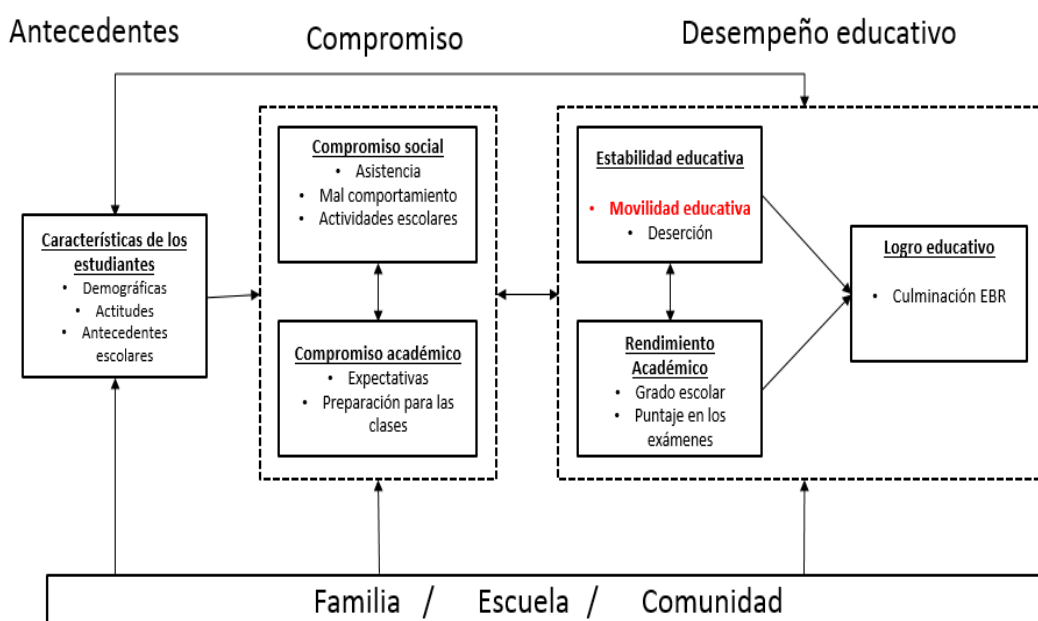 Antecedentes
Compromiso
Desempeño educativo
Características de los
estudiantes
• Demográficas
• Actitudes
• Antecedentes
escolares
Compromiso social
• Asistencia
• Mal comportamiento
• Actividades escolares
Compromiso académico
• Expectativas
• Preparación para las
clases
Estabilidad educativa
• Movilidad educativa
• Deserción
Rendimiento
Académico
• Grado escolar
• Puntaje en los
exámenes
Logro educativo
• Culminación EBR
Familia / Escuela / Comunidad